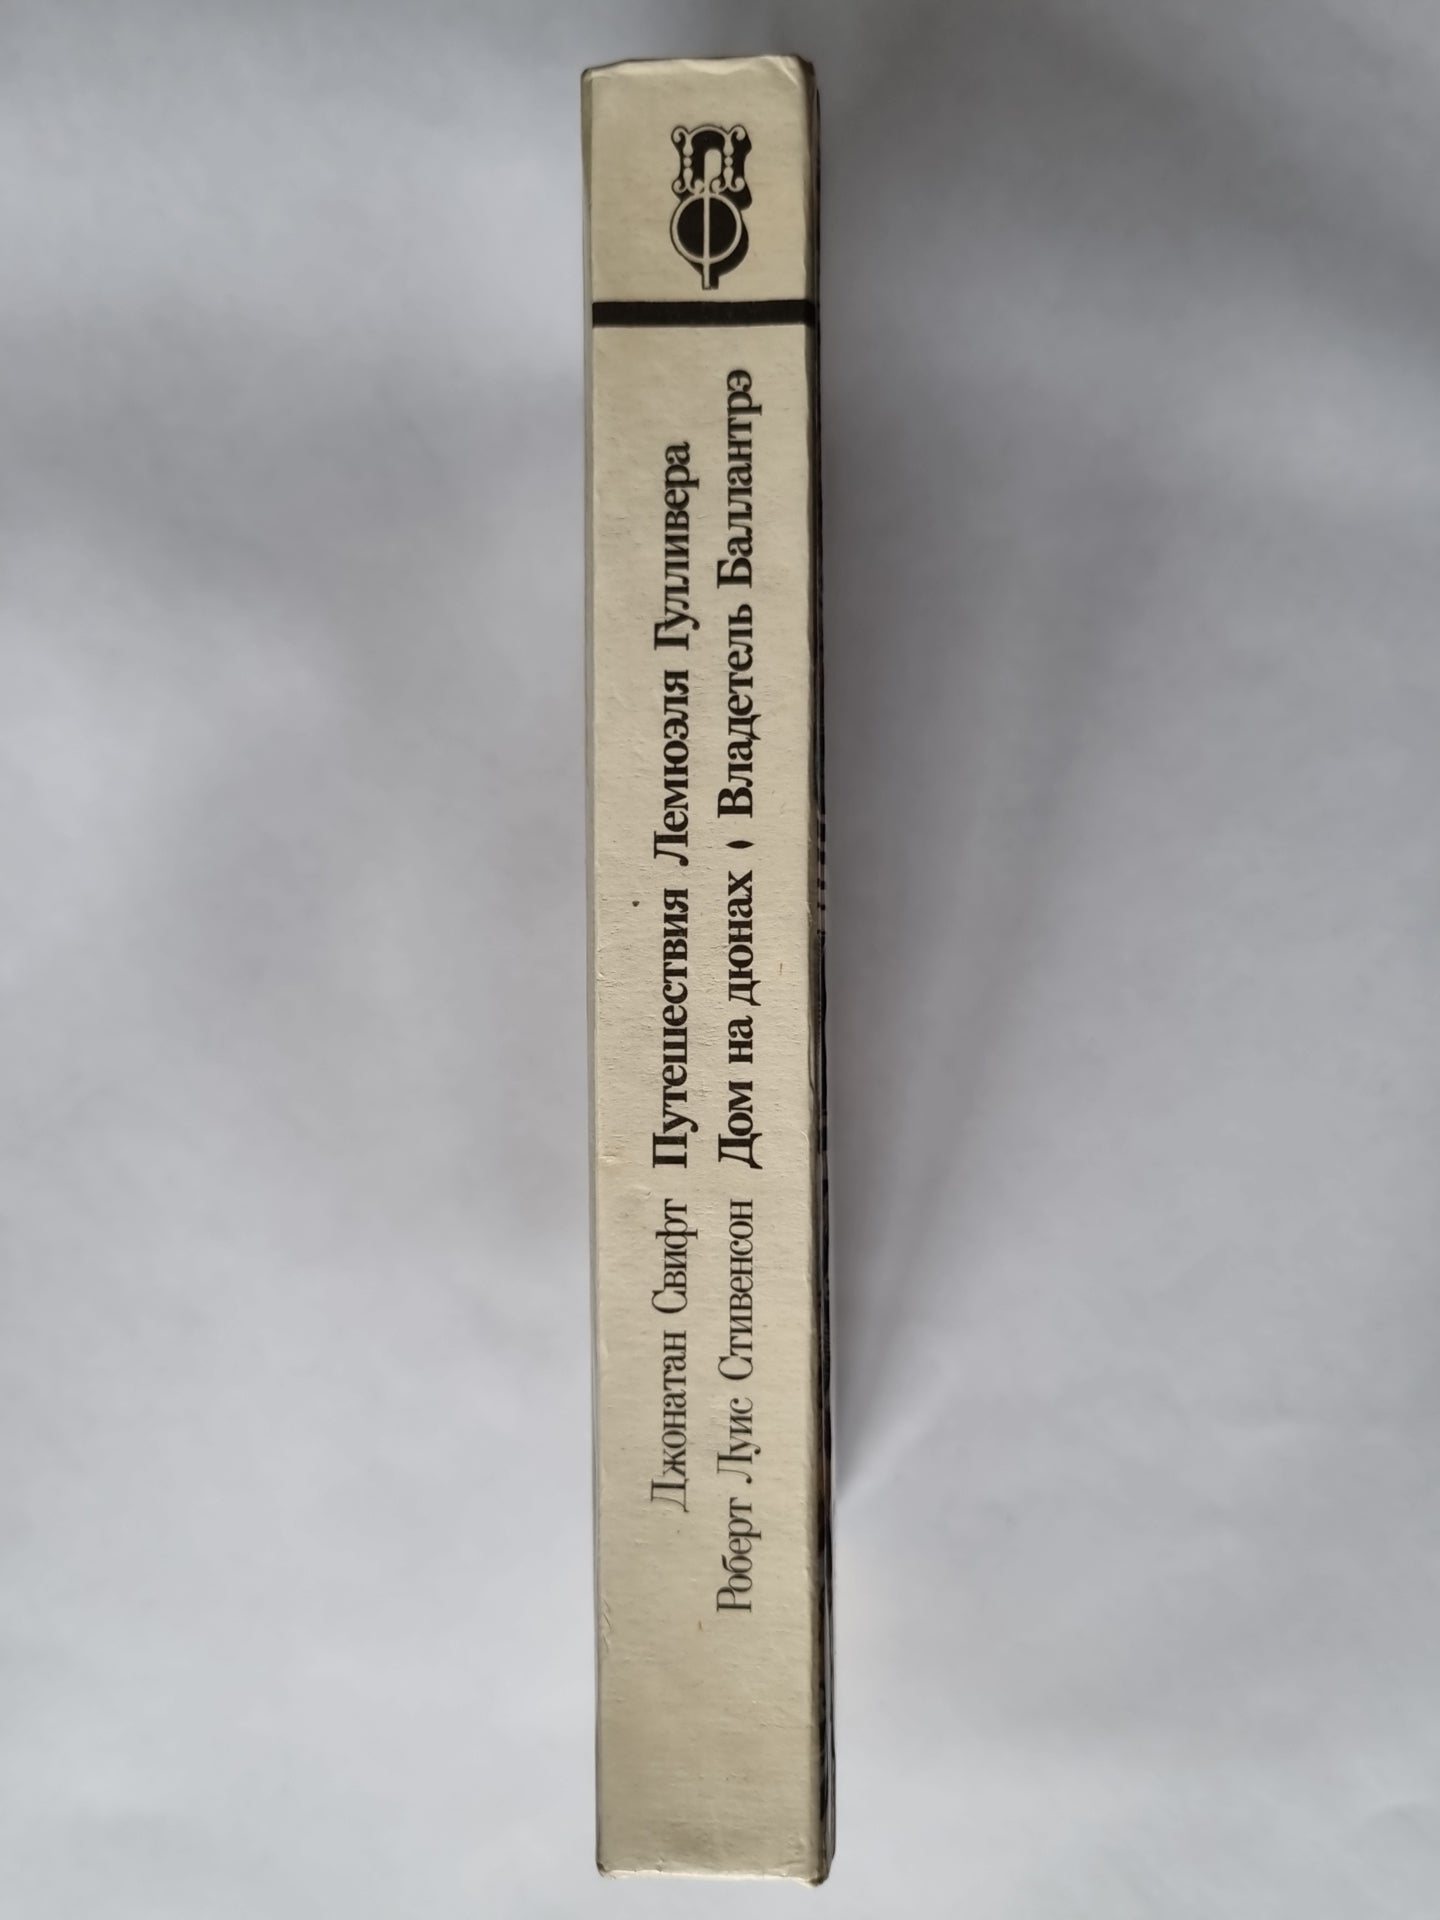 Джонатан Свифт Путешествия Лемюэля Гулливера
Роберт Луис Стивенсон Дом на дюнах ♦ Владетель Баллантрэ